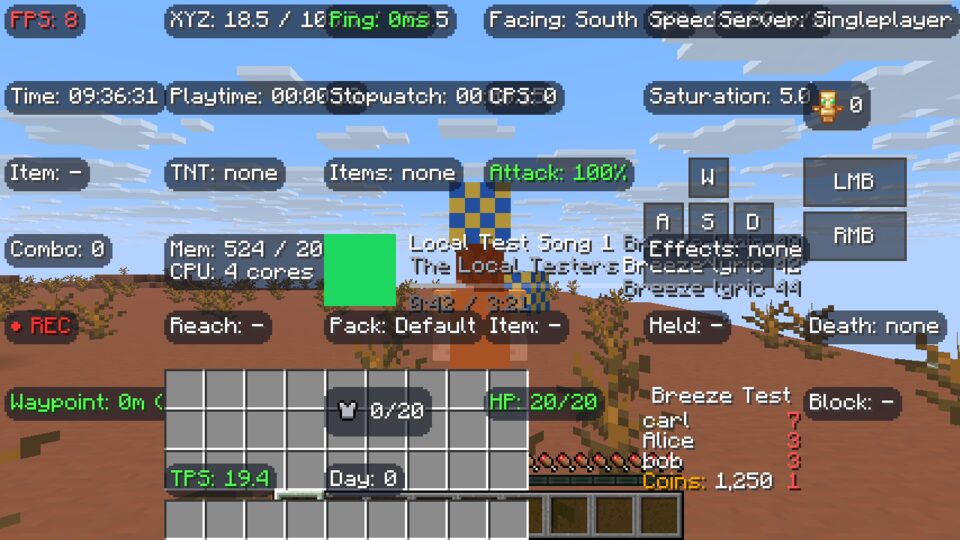 FPS: 8
XYZ: 18.5 / 10
Ping: 0ms 5
Facing: South
Speed
Server: Singleplayer
Time: 09:36:31
Playtime: 00:00
Stopwatch: 00
CPS: 0
Saturation: 5.0
0
Item: -
TNT: none
Items: none
Attack: 100%
W
LMB
A S D
RMB
Combo: 0
Mem: 524 / 20
CPU: 4 cores
Local Test Song 1
The Local Testers
0:42 / 3:21
Effects: none
Breeze lyric 42
Breeze lyric 44
● REC
Reach: -
Pack: Default
Item: -
Held: -
Death: none
Waypoint: 0m (
0/20
HP: 20/20
Breeze Test
carl 7
Alice 3
bob 3
Coins: 1,250 1
Block: -
TPS: 19.4
Day: 0